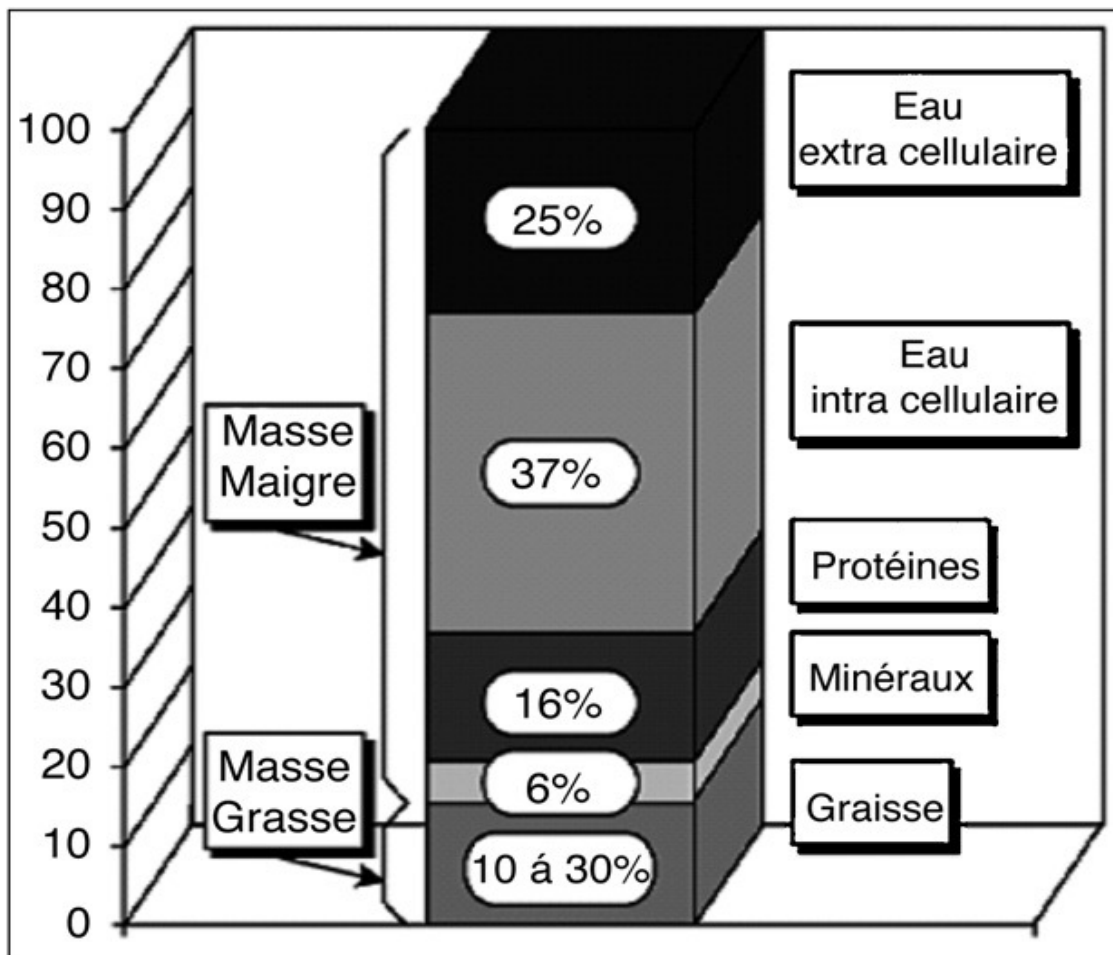 100
90
80
70
60
50
40
30
20
10
0
Masse
Maigre
Masse
Grasse
25%
37%
16%
6%
10 á 30%
Eau
extra cellulaire
Eau
intra cellulaire
Protéines
Minéraux
Graisse